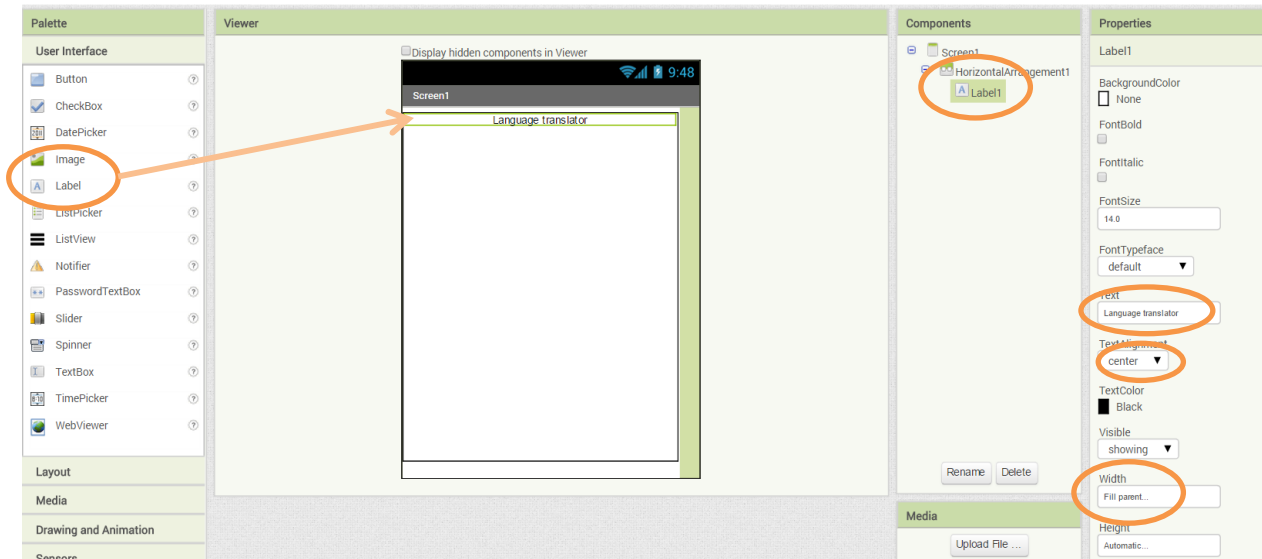 Palette
User Interface
Button
CheckBox
DatePicker
Image
Label
ListPicker
ListView
Notifier
PasswordTextBox
Slider
Spinner
TextBox
TimePicker
WebViewer
Layout
Media
Drawing and Animation
Sensors
Viewer
Display hidden components in Viewer
9:48
Screen1
Language translator
Components
Screen1
HorizontalArrangement1
A Label1
Rename Delete
Media
Upload File ...
Properties
Label1
BackgroundColor
None
FontBold
FontItalic
FontSize
14.0
FontTypeface
default
Text
Language translator
TextAlignment
center
TextColor
Black
Visible
showing
Width
Fill parent...
Height
Automatic...